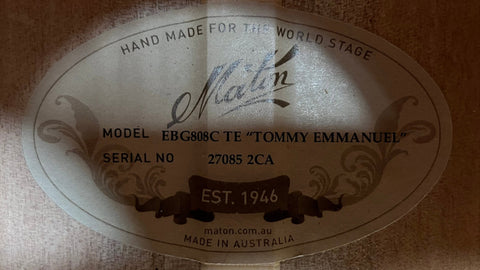 HAND MADE FOR THE WORLD STAGE
Maton
MODEL EBG808C TE "TOMMY EMMANUEL"
SERIAL NO 27085 2CA
EST. 1946
maton.com.au
MADE IN AUSTRALIA